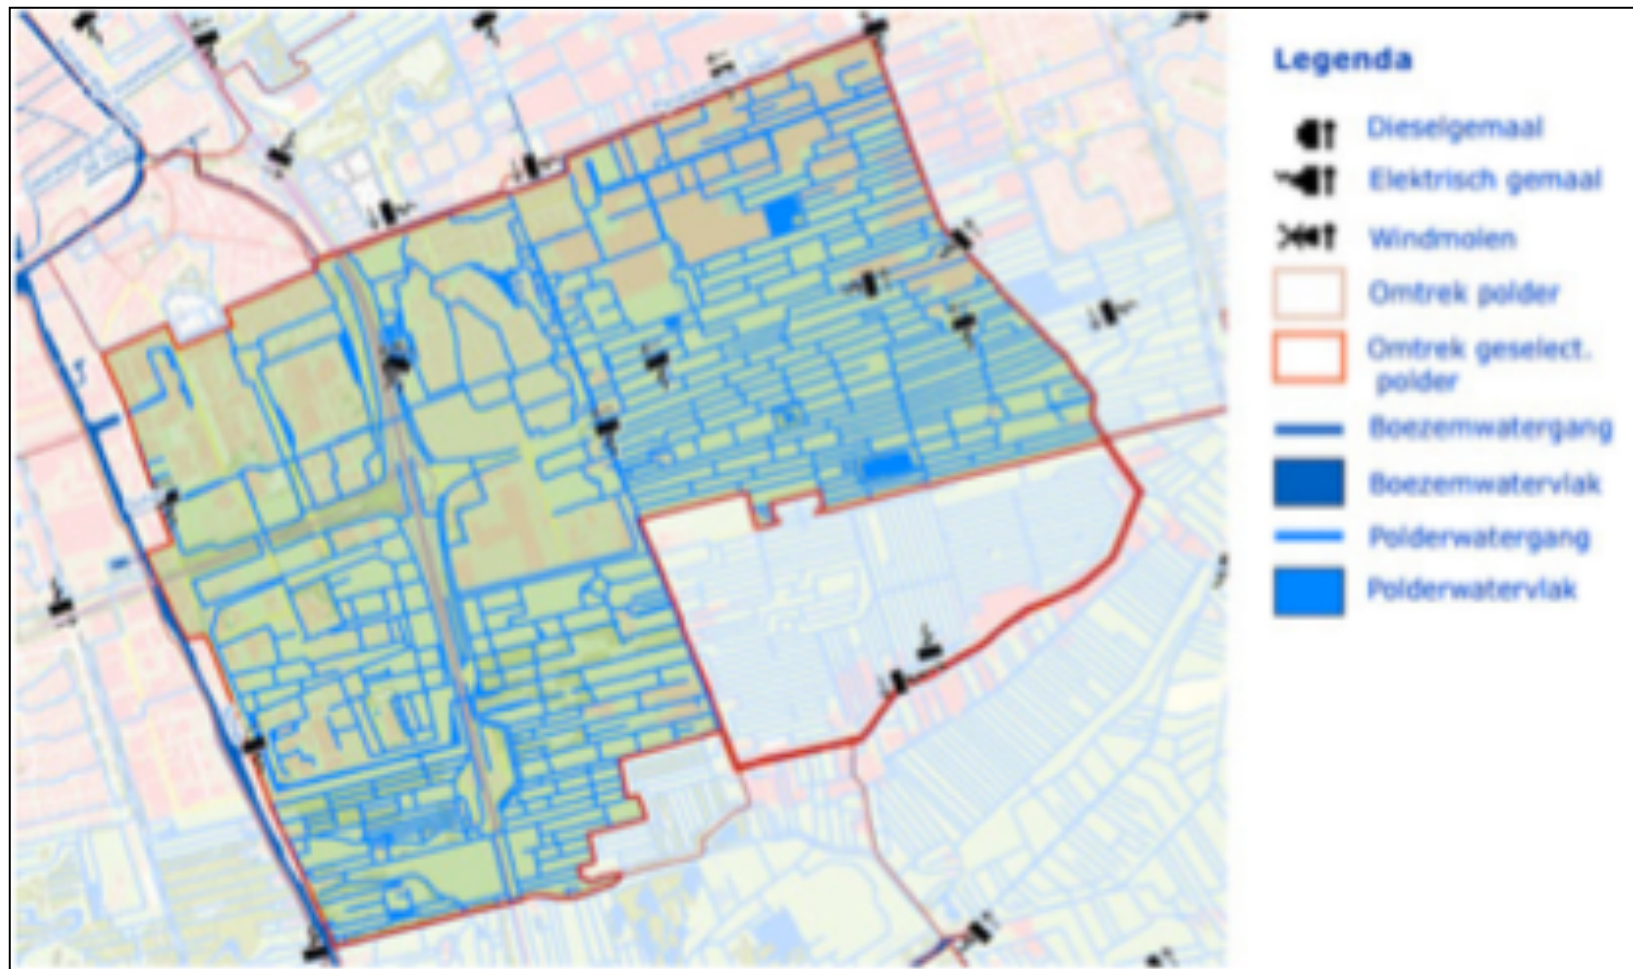 Legenda
Dieselgemaal
Elektrisch gemaal
Windmolen
Omtrek polder
Omtrek geselect.
polder
Boezemwatergang
Boezemwatervlak
Polderwatergang
Polderwatervlak